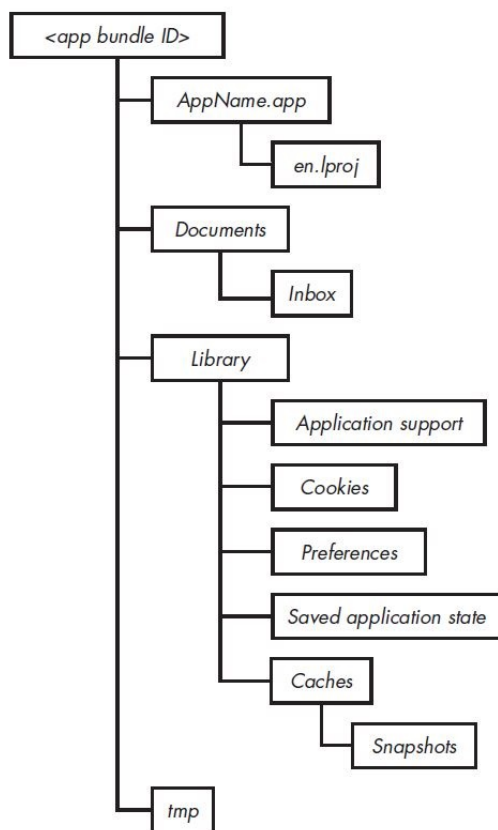 <app bundle ID>
AppName.app
en.lproj
Documents
Inbox
Library
Application support
Cookies
Preferences
Saved application state
Caches
Snapshots
tmp